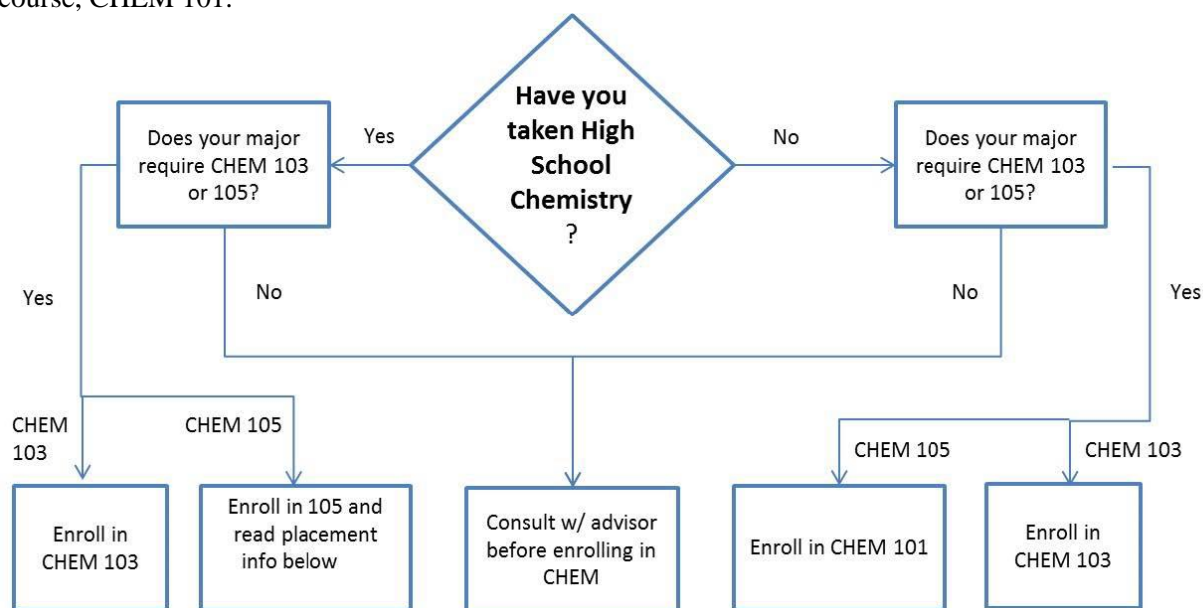 course, CHEM 101.
Have you
taken High
School
Chemistry
?
Does your major
require CHEM 103
or 105?
Yes
No
Does your major
require CHEM 103
or 105?
Yes
No
No
Yes
CHEM
103
CHEM 105
CHEM 105
CHEM 103
Enroll in
CHEM 103
Enroll in 105 and
read placement
info below
Consult w/ advisor
before enrolling in
CHEM
Enroll in CHEM 101
Enroll in
CHEM 103